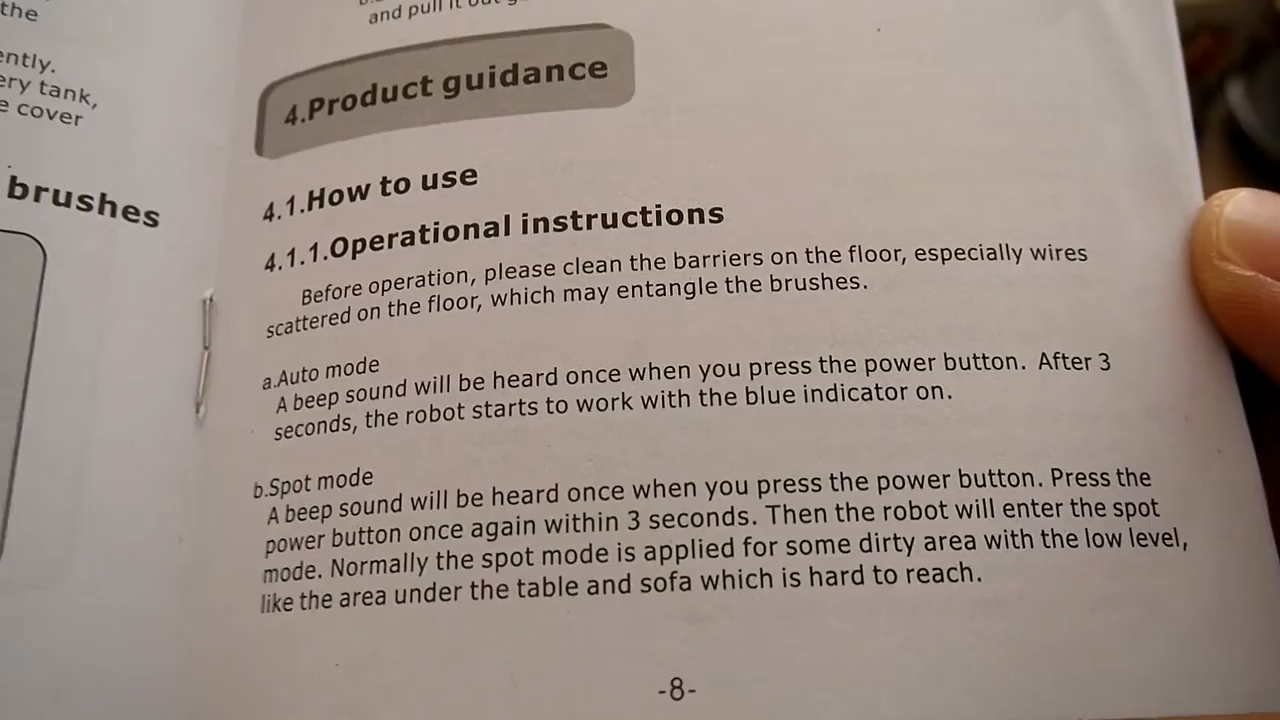 the
ently.
ery tank,
e cover
brushes
and pull it out
4.Product guidance
4.1.How to use
4.1.1.Operational instructions
Before operation, please clean the barriers on the floor, especially wires
scattered on the floor, which may entangle the brushes.
a.Auto mode
A beep sound will be heard once when you press the power button. After 3
seconds, the robot starts to work with the blue indicator on.
b.Spot mode
A beep sound will be heard once when you press the power button. Press the
power button once again within 3 seconds. Then the robot will enter the spot
mode. Normally the spot mode is applied for some dirty area with the low level,
like the area under the table and sofa which is hard to reach.
-8-